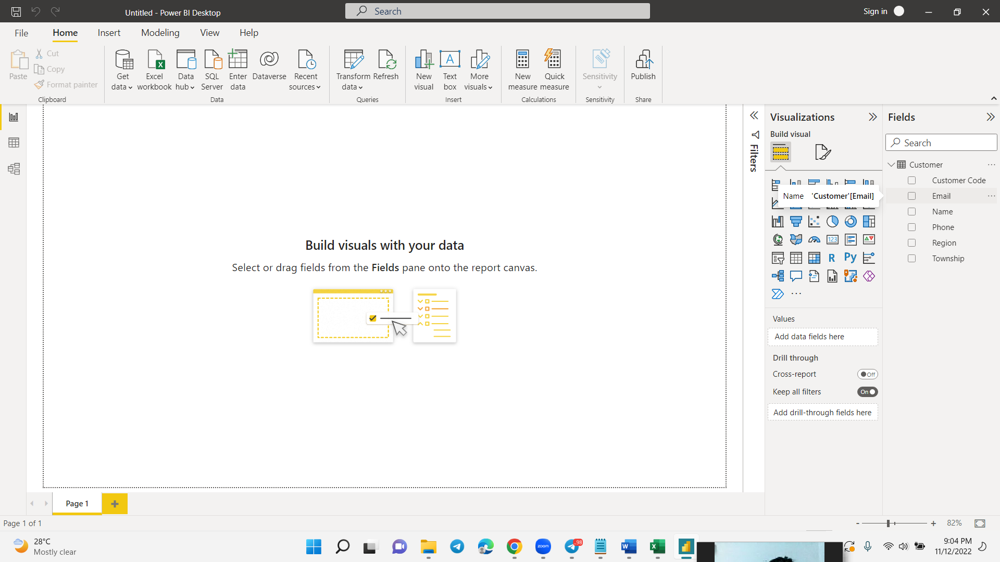 Untitled - Power BI Desktop
Search
Sign in
File
Home
Insert
Modeling
View
Help
Paste
Cut
Copy
Format painter
Clipboard
Get data
Excel workbook
Data hub
SQL Server
Enter data
Dataverse
Recent sources
Data
Transform data
Refresh
Queries
New visual
Text box
More visuals
Insert
New measure
Quick measure
Calculations
Sensitivity
Sensitivity
Publish
Share
Build visuals with your data
Select or drag fields from the Fields pane onto the report canvas.
Filters
Visualizations
Build visual
Name 'Customer'[Email]
123
R
Py
Values
Add data fields here
Drill through
Cross-report
Off
Keep all filters
On
Add drill-through fields here
Fields
Search
Customer
Customer Code
Email
Name
Phone
Region
Township
Page 1
Page 1 of 1
82%
28°C
Mostly clear
zoom
..98
9:04 PM
11/12/2022